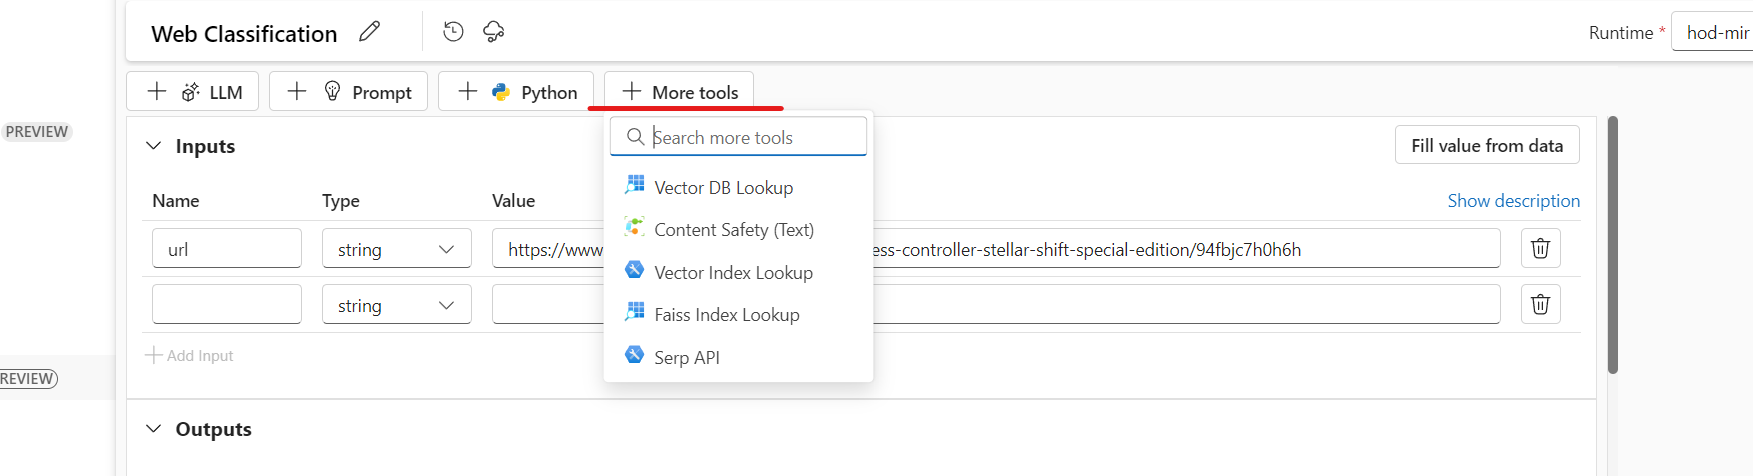 Web Classification
Runtime * hod-mir
LLM Prompt Python More tools
PREVIEW
Search more tools
Inputs
Fill value from data
Vector DB Lookup
Name Type Value
Show description
Content Safety (Text)
url string https://www ess-controller-stellar-shift-special-edition/94fbjc7h0h6h
Vector Index Lookup
string
Faiss Index Lookup
Add Input
Serp API
REVIEW
Outputs